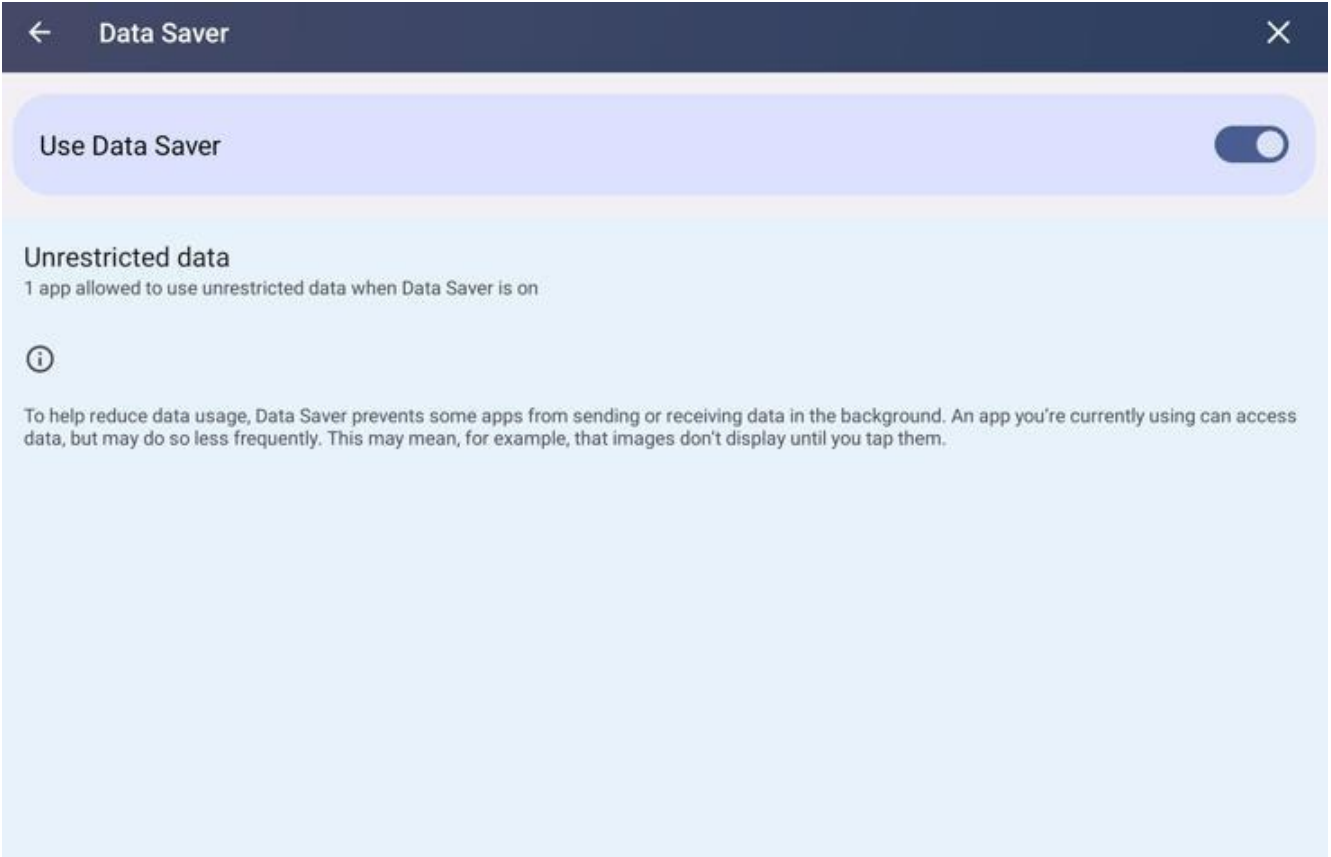 Data Saver
Use Data Saver
Unrestricted data
1 app allowed to use unrestricted data when Data Saver is on
To help reduce data usage, Data Saver prevents some apps from sending or receiving data in the background. An app you’re currently using can access
data, but may do so less frequently. This may mean, for example, that images don’t display until you tap them.